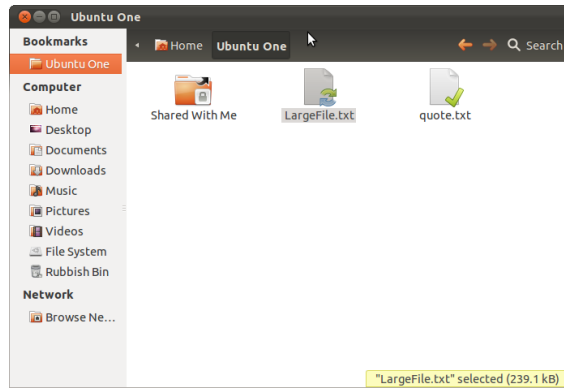 Ubuntu One
Bookmarks
Home Ubuntu One Search
Ubuntu One
Computer
Home
Desktop
Documents
Downloads
Music
Pictures
Videos
File System
Rubbish Bin
Network
Browse Ne...
Shared With Me LargeFile.txt quote.txt
"LargeFile.txt" selected (239.1 kB)